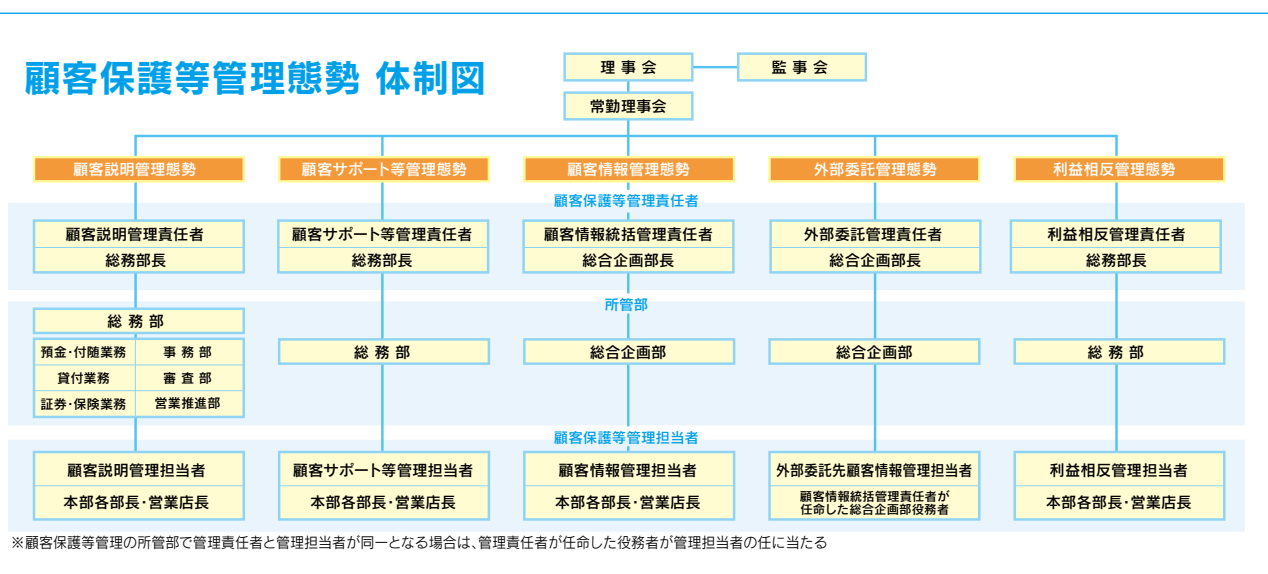 顧客保護等管理態勢 体制図
理事会
監事会
常勤理事会
顧客説明管理態勢
顧客サポート等管理態勢
顧客情報管理態勢
外部委託管理態勢
利益相反管理態勢
顧客保護等管理責任者
顧客説明管理責任者
総務部長
顧客サポート等管理責任者
総務部長
顧客情報統括管理責任者
総合企画部長
外部委託管理責任者
総合企画部長
利益相反管理責任者
総務部長
所管部
総務部
預金・付随業務
事務部
貸付業務
審査部
証券・保険業務
営業推進部
総務部
総合企画部
総合企画部
総務部
顧客保護等管理担当者
顧客説明管理担当者
本部各部長・営業店長
顧客サポート等管理担当者
本部各部長・営業店長
顧客情報管理担当者
本部各部長・営業店長
外部委託先顧客情報管理担当者
顧客情報統括管理責任者が
任命した総合企画部役務者
利益相反管理担当者
本部各部長・営業店長
※顧客保護等管理の所管部で管理責任者と管理担当者が同一となる場合は、管理責任者が任命した役務者が管理担当者の任に当たる